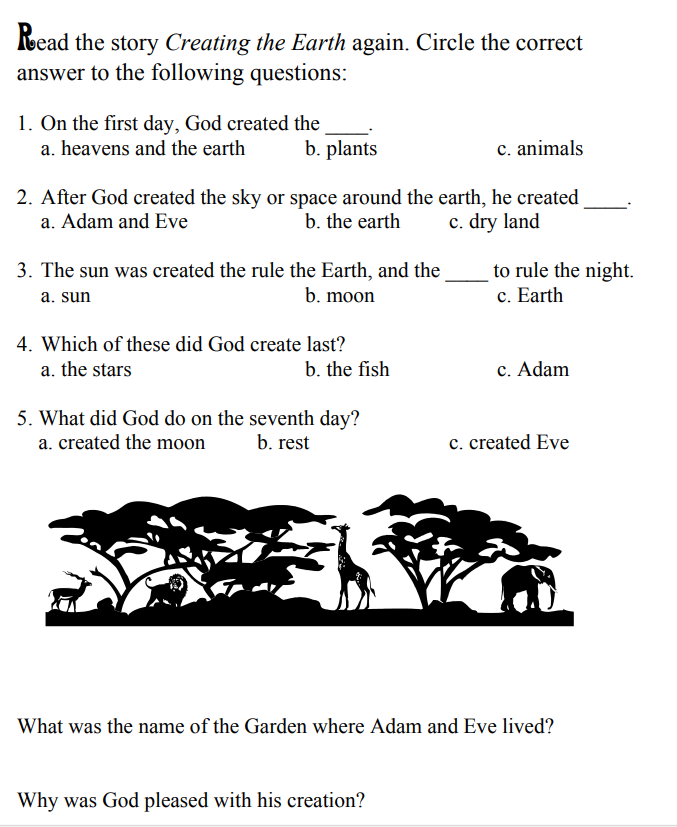 Read the story Creating the Earth again. Circle the correct
answer to the following questions:
1. On the first day, God created the ____.
a. heavens and the earth b. plants c. animals
2. After God created the sky or space around the earth, he created ____.
a. Adam and Eve b. the earth c. dry land
3. The sun was created the rule the Earth, and the ____ to rule the night.
a. sun b. moon c. Earth
4. Which of these did God create last?
a. the stars b. the fish c. Adam
5. What did God do on the seventh day?
a. created the moon b. rest c. created Eve
What was the name of the Garden where Adam and Eve lived?
Why was God pleased with his creation?